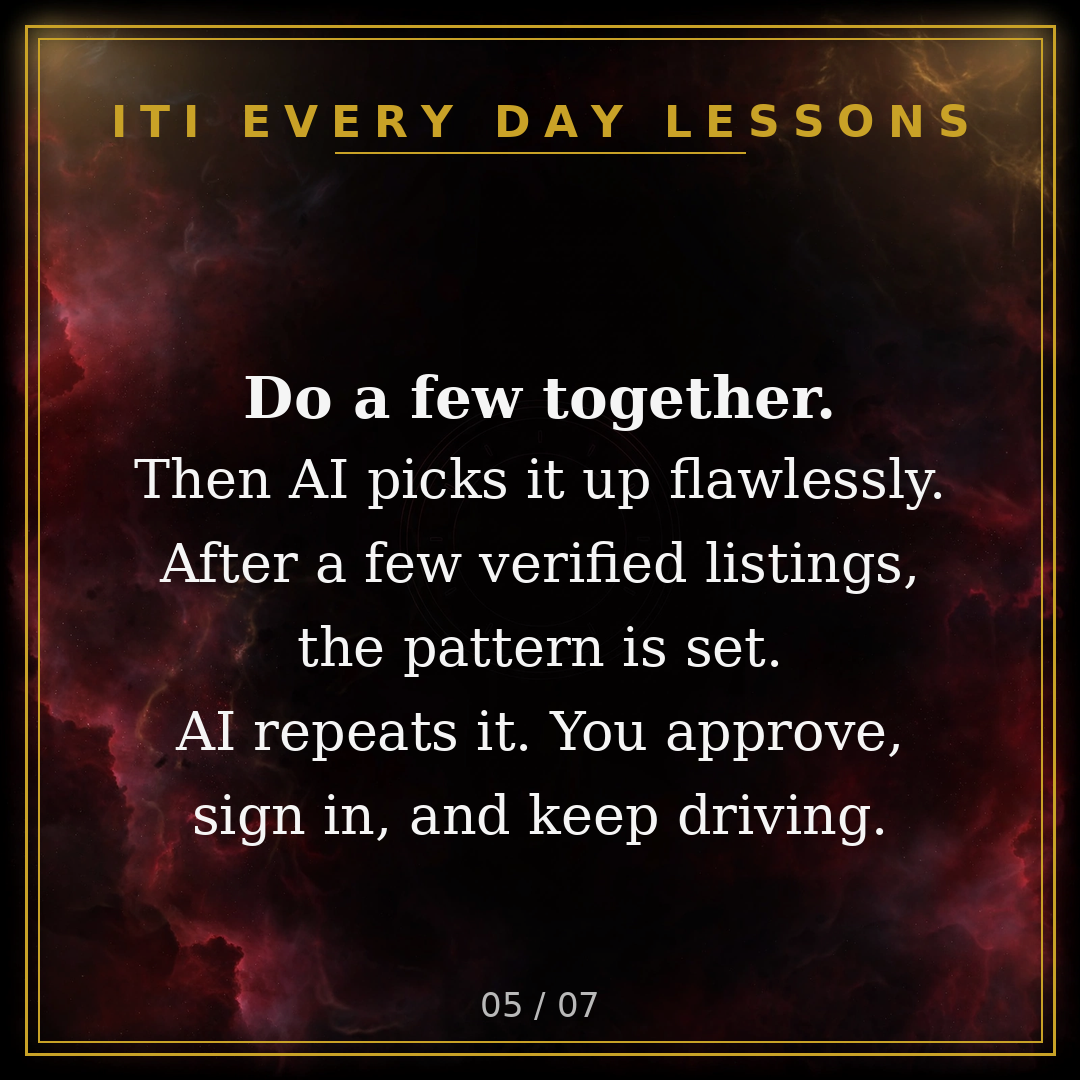 ITI EVERY DAY LESSONS
Do a few together.
Then AI picks it up flawlessly.
After a few verified listings,
the pattern is set.
AI repeats it. You approve,
sign in, and keep driving.
05 / 07